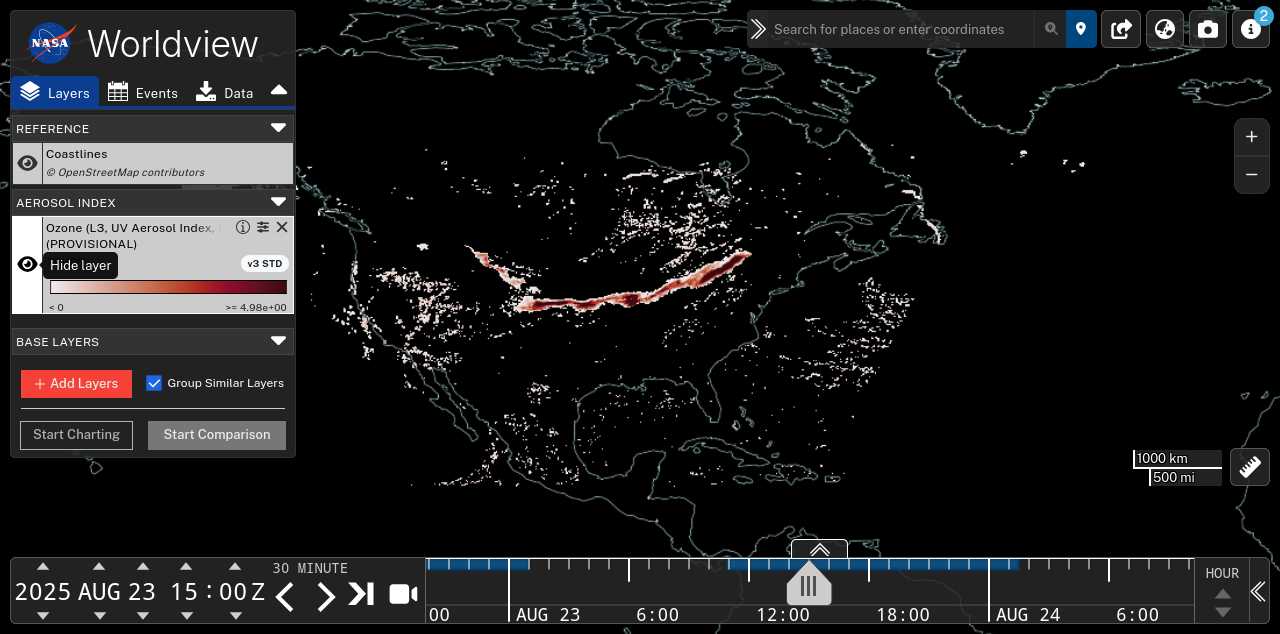 NASA
Worldview
Layers
Events
Data
REFERENCE
Coastlines
© OpenStreetMap contributors
AEROSOL INDEX
Ozone (L3, UV Aerosol Index,
(PROVISIONAL)
Hide layer
v3 STD
< 0
>= 4.98e+00
BASE LAYERS
+ Add Layers
Group Similar Layers
Start Charting
Start Comparison
Search for places or enter coordinates
2
+
−
1000 km
500 mi
2025 AUG 23 15 : 00 Z
30 MINUTE
00
AUG 23
6:00
12:00
18:00
AUG 24
6:00
HOUR